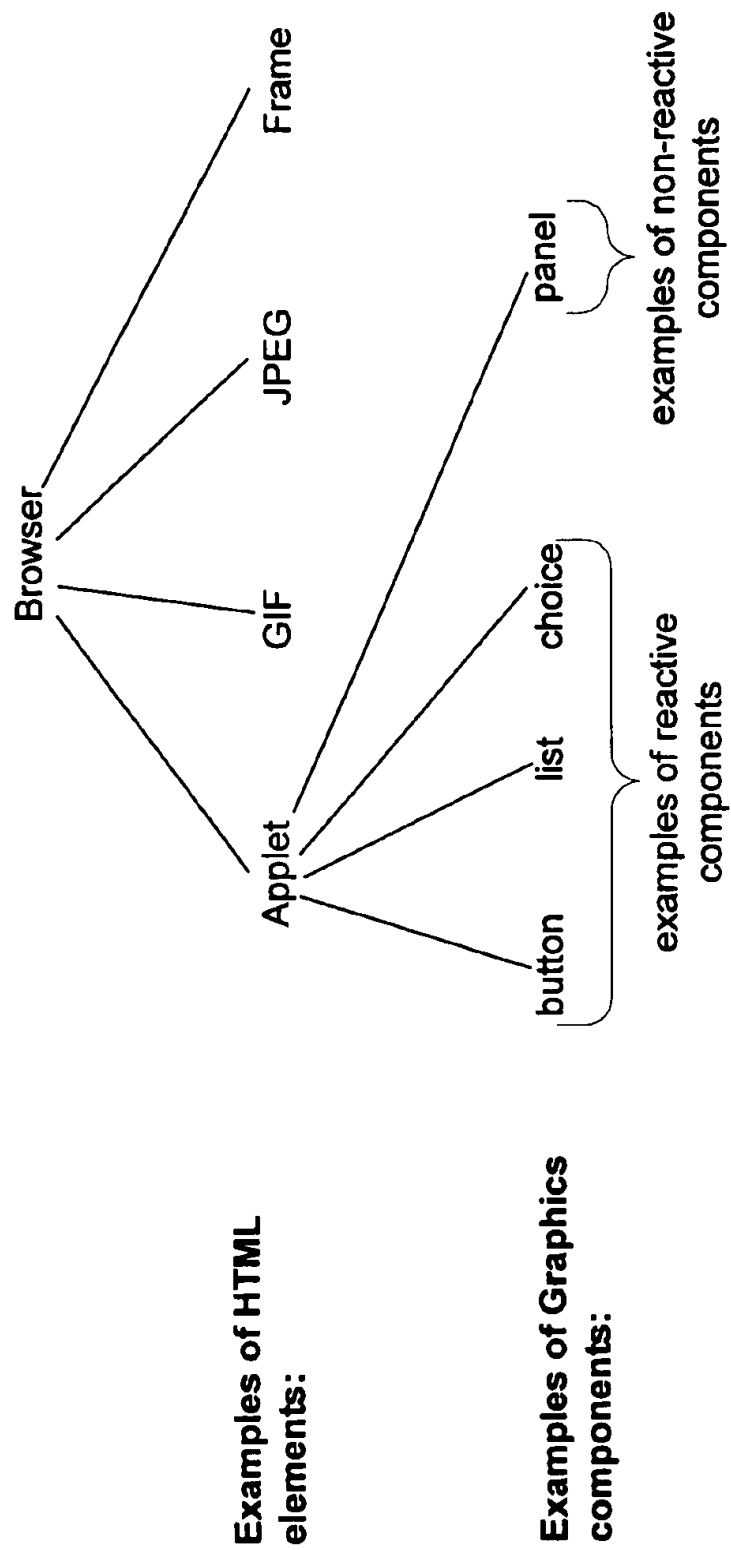 Browser
Examples of HTML
elements:
Applet GIF JPEG Frame
Examples of Graphics
components:
button list choice panel
examples of reactive
components
examples of non-reactive
components